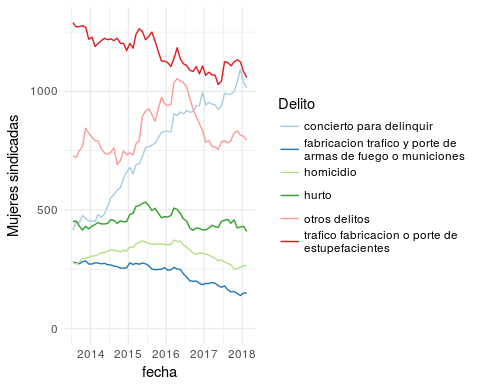 Mujeres sindicadas
1000
500
0
2014 2015 2016 2017 2018
fecha
Delito
concierto para delinquir
fabricacion trafico y porte de
armas de fuego o municiones
homicidio
hurto
otros delitos
trafico fabricacion o porte de
estupefacientes